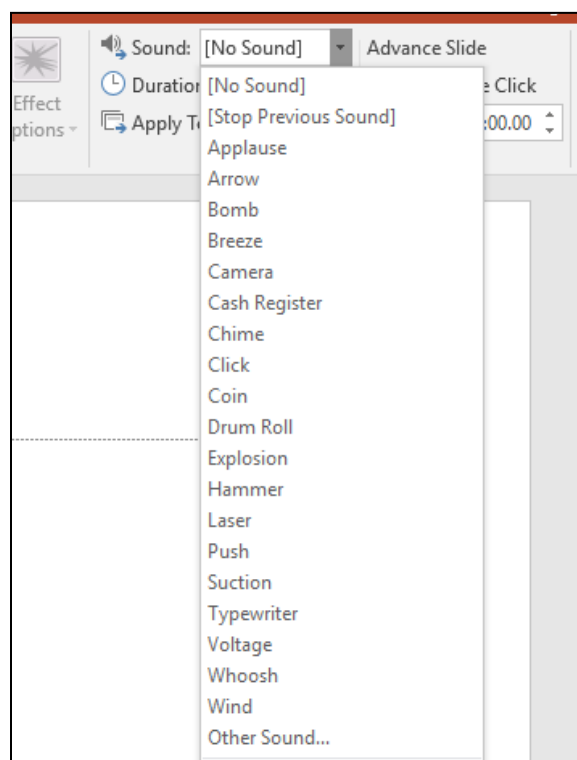 Sound: [No Sound] Advance Slide
Effect Duration [No Sound] e Click
ptions Apply T [Stop Previous Sound] :00.00
Applause
Arrow
Bomb
Breeze
Camera
Cash Register
Chime
Click
Coin
Drum Roll
Explosion
Hammer
Laser
Push
Suction
Typewriter
Voltage
Whoosh
Wind
Other Sound...